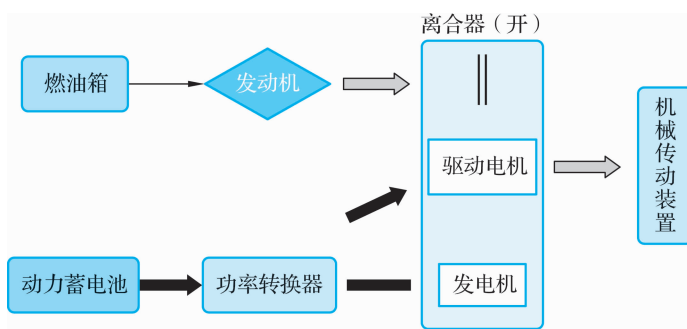 离合器（开）
燃油箱
发动机
驱动电机
机械传动装置
动力蓄电池
功率转换器
发电机